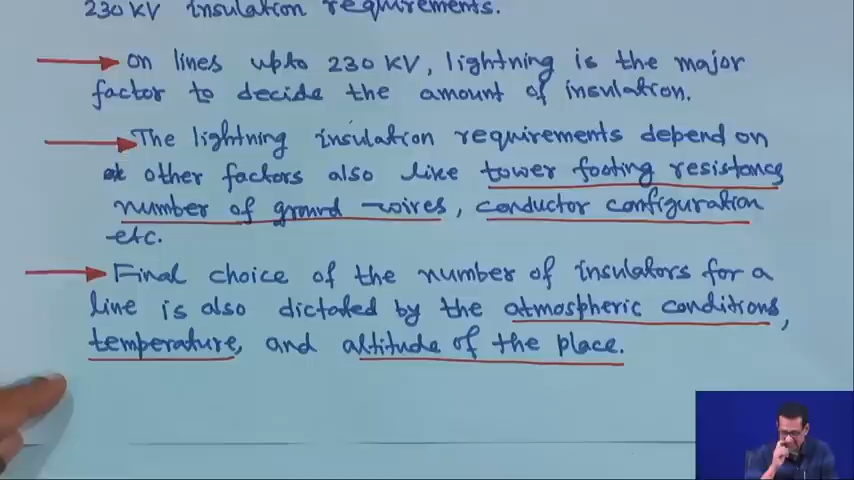 230 KV insulation requirements.
On lines upto 230 KV, lightning is the major
factor to decide the amount of insulation.
The lightning insulation requirements depend on
other factors also like tower footing resistance
number of ground wires, conductor configuration
etc.
Final choice of the number of insulators for a
line is also dictated by the atmospheric conditions,
temperature, and altitude of the place.